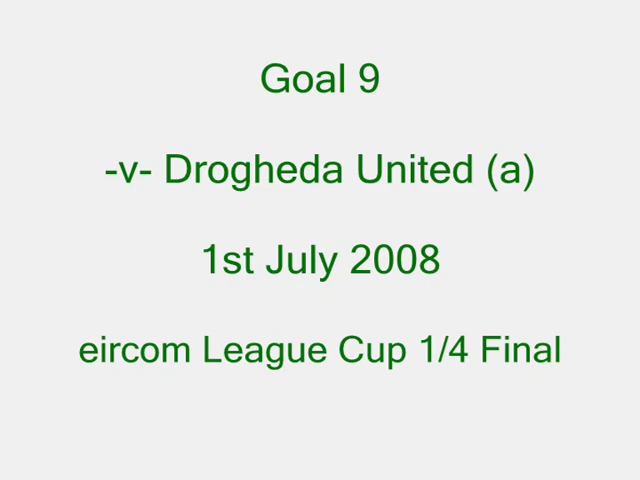 Goal 9
-v- Drogheda United (a)
1st July 2008
eircom League Cup 1/4 Final